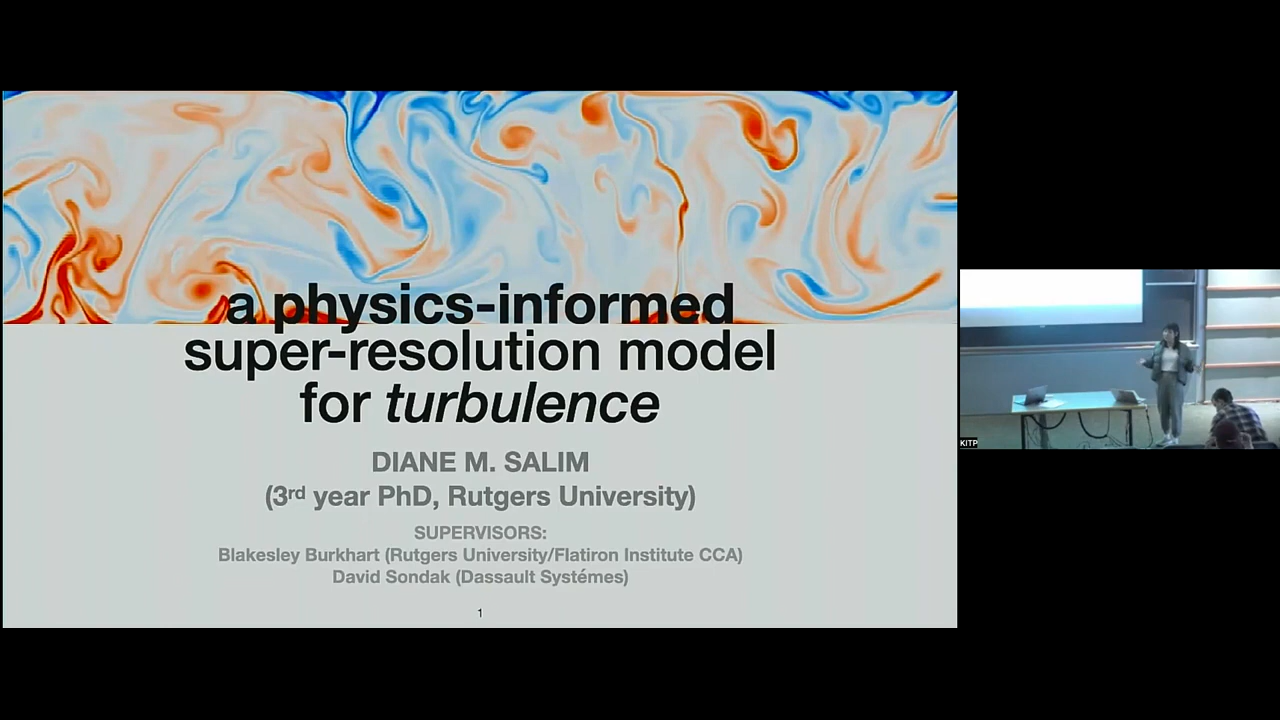 a physics-informed
super-resolution model
for turbulence
DIANE M. SALIM
(3rd year PhD, Rutgers University)
SUPERVISORS:
Blakesley Burkhart (Rutgers University/Flatiron Institute CCA)
David Sondak (Dassault Systémes)
1
KITP